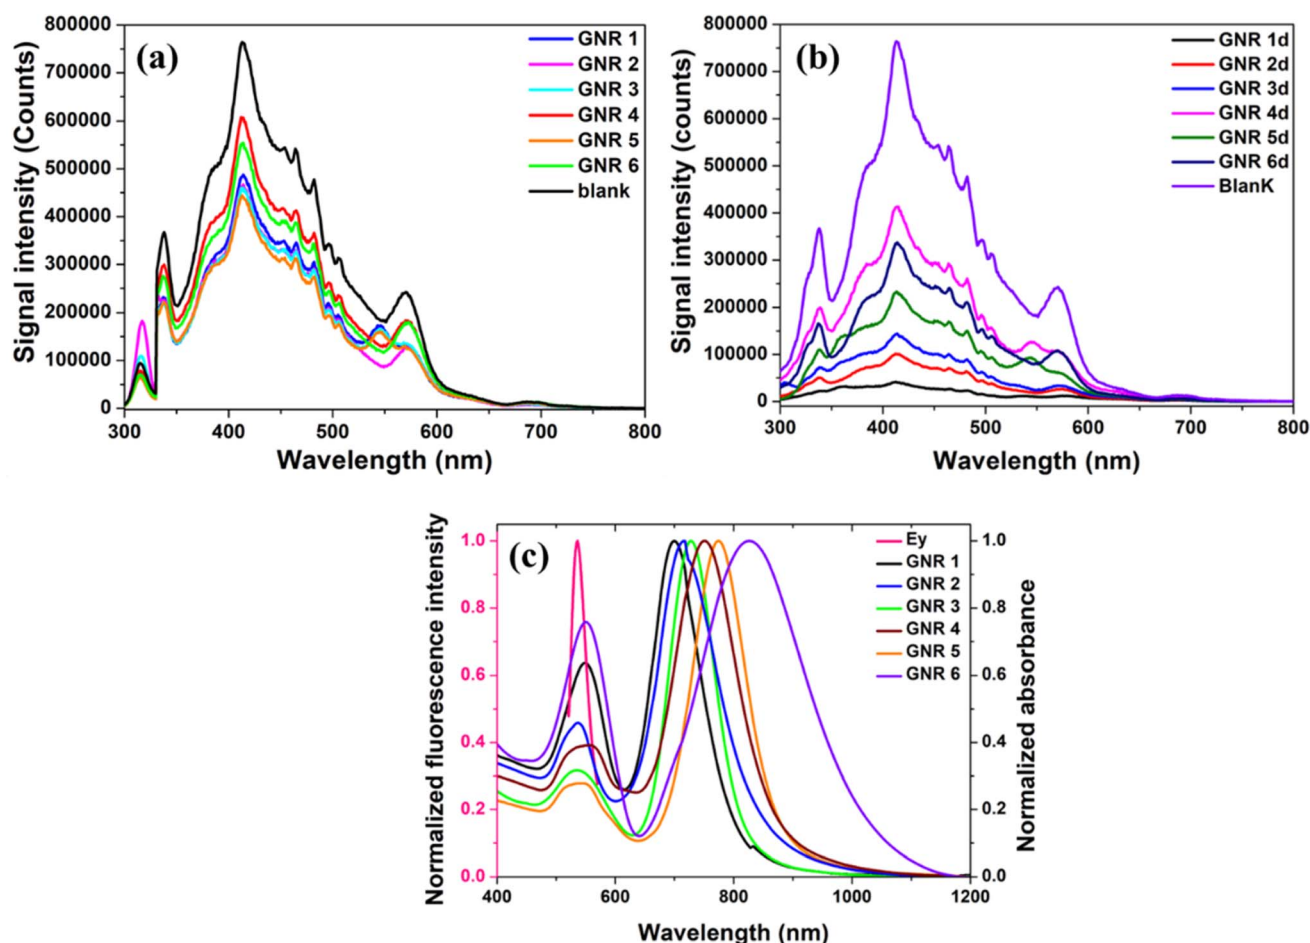 (a)
Signal intensity (Counts)
800000
700000
600000
500000
400000
300000
200000
100000
0
300 400 500 600 700 800
Wavelength (nm)
GNR 1
GNR 2
GNR 3
GNR 4
GNR 5
GNR 6
blank
(b)
Signal intensity (counts)
800000
700000
600000
500000
400000
300000
200000
100000
0
300 400 500 600 700 800
Wavelength (nm)
GNR 1d
GNR 2d
GNR 3d
GNR 4d
GNR 5d
GNR 6d
BlanK
(c)
Normalized fluorescence intensity
1.0
0.8
0.6
0.4
0.2
0.0
400 600 800 1000 1200
Wavelength (nm)
Ey
GNR 1
GNR 2
GNR 3
GNR 4
GNR 5
GNR 6
1.0
0.8
0.6
0.4
0.2
0.0
Normalized absorbance